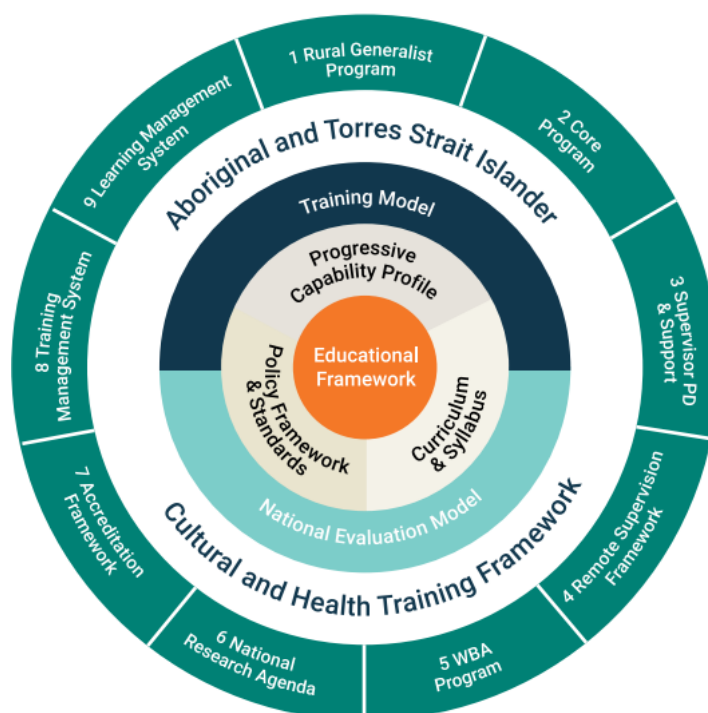 1 Rural Generalist
Program
2 Core
Program
3 Supervisor PD
& Support
4 Remote Supervision
Framework
5 WBA
Program
6 National
Research Agenda
7 Accreditation
Framework
8 Training
Management System
9 Learning Management
System
Aboriginal and Torres Strait Islander
Cultural and Health Training Framework
Training Model
National Evaluation Model
Progressive
Capability Profile
Curriculum
& Syllabus
Policy Framework
& Standards
Educational
Framework